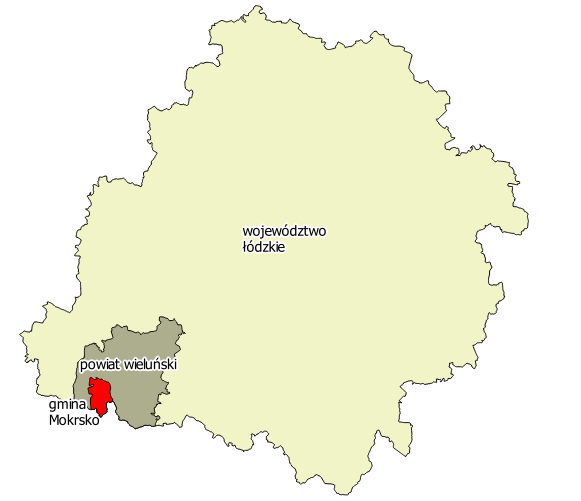 województwo
łódzkie
powiat wieluński
gmina
Mokrsko